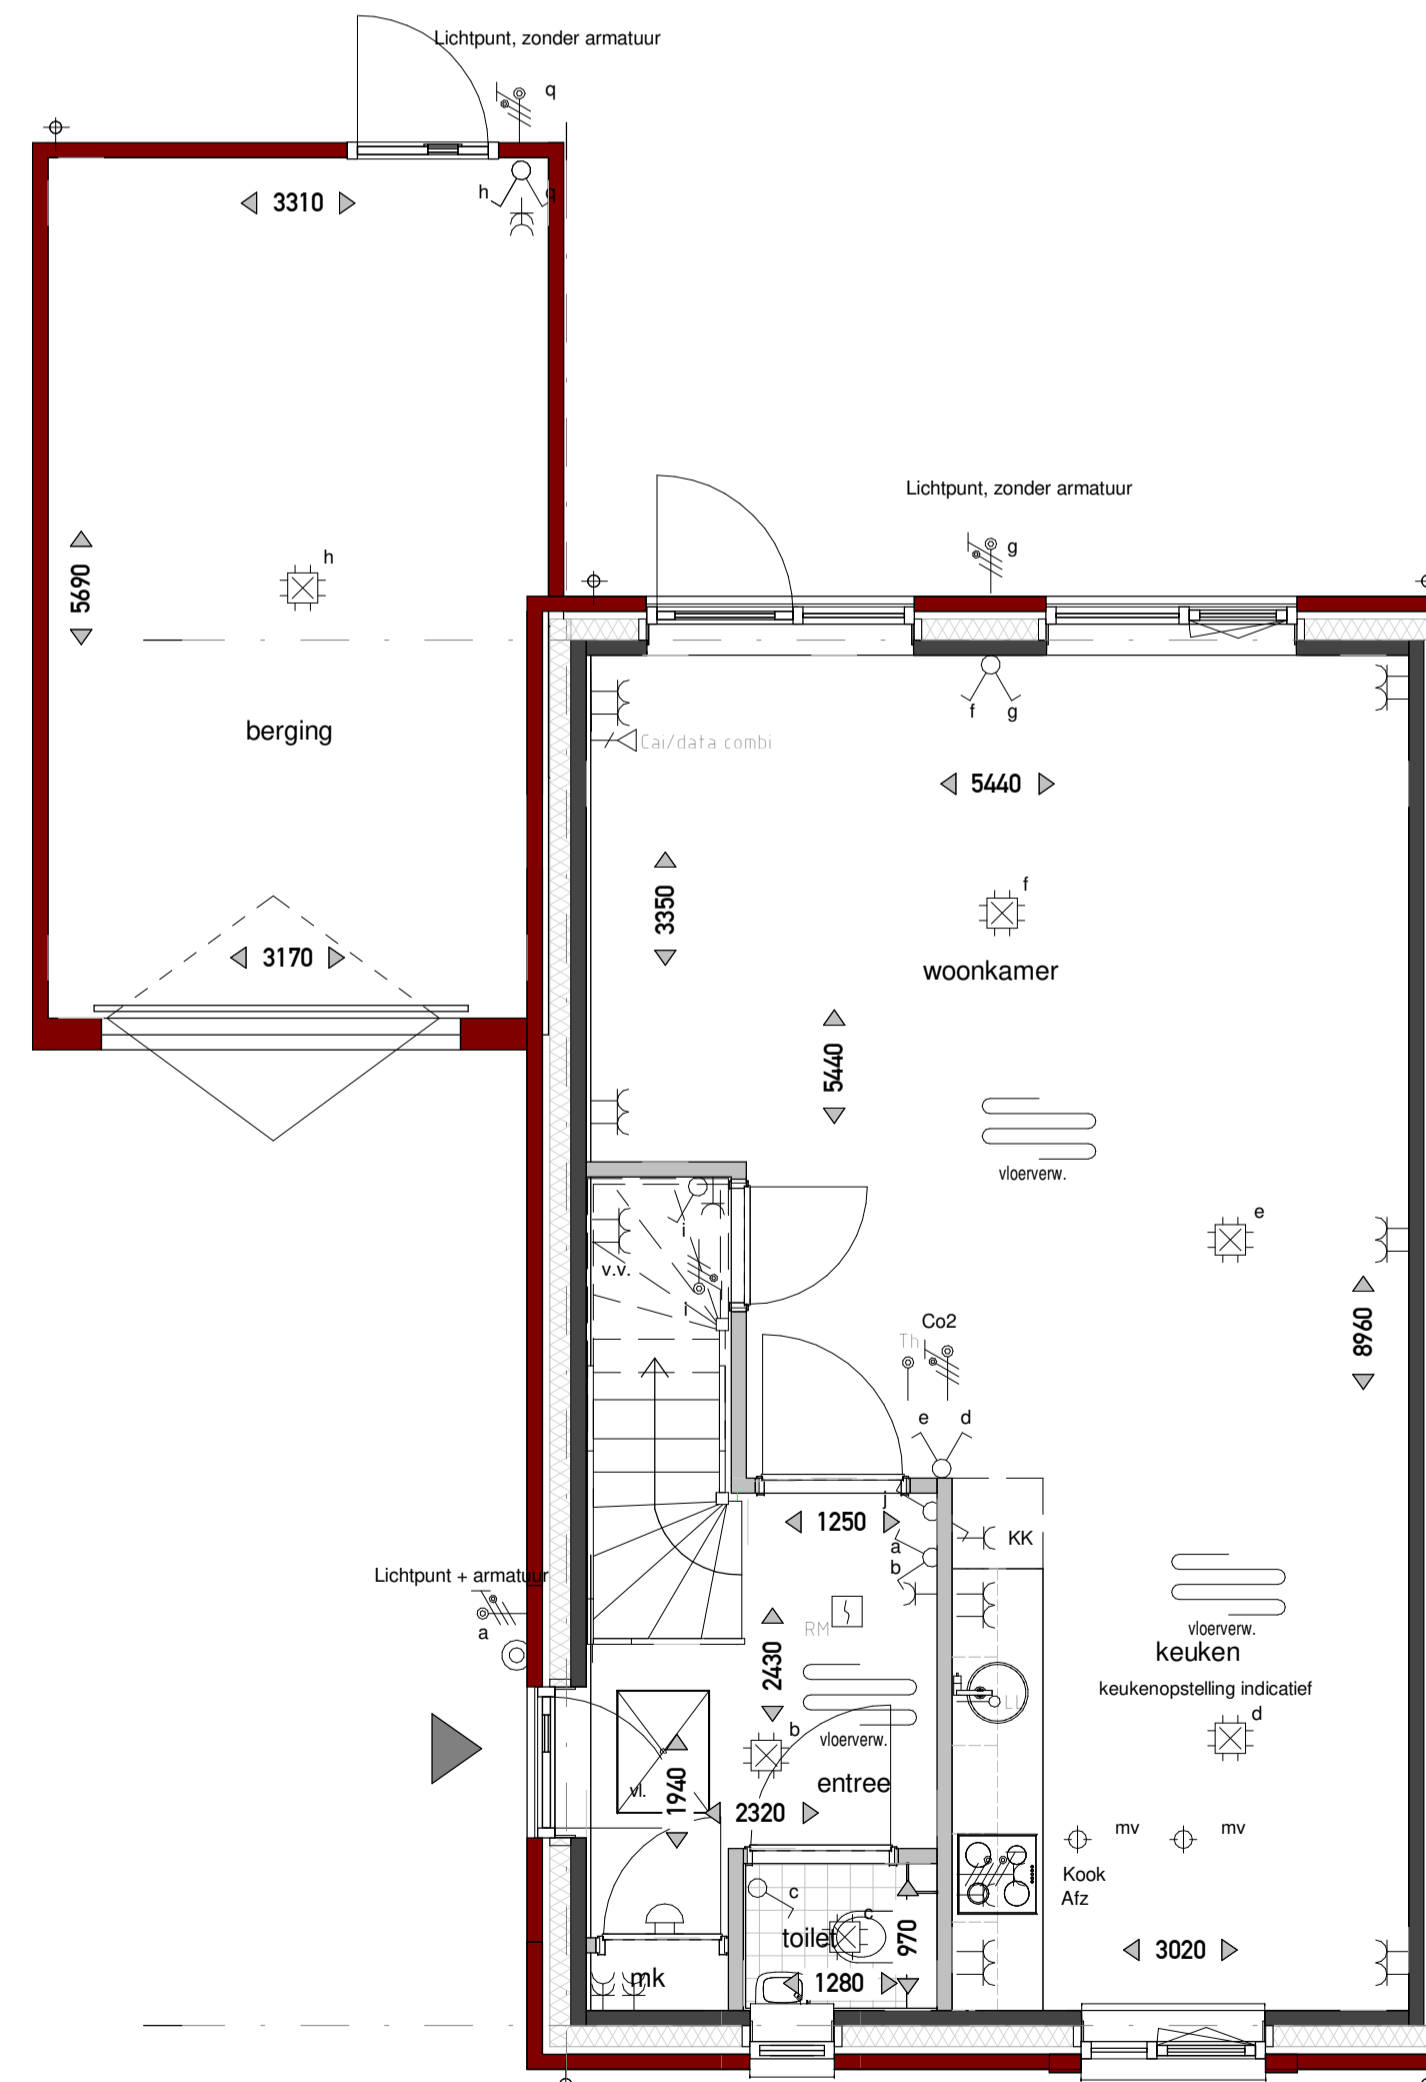 Lichtpunt, zonder armatuur
q
3310
h
q
Lichtpunt, zonder armatuur
g
h
5690
f
g
berging
Cai/data combi
5440
f
3350
woonkamer
3170
5440
vloerverw.
e
i
v.v.
i
Co2
Th
8960
e
d
j
1250
a
KK
b
Lichtpunt + armatuur
a
RM
vloerverw.
2430
keuken
keukenopstelling indicatief
LL
d
b
vloerverw.
entree
vl.
1940
2320
mv
mv
Kook
Afz
c
c
toilet
970
3020
mk
1280